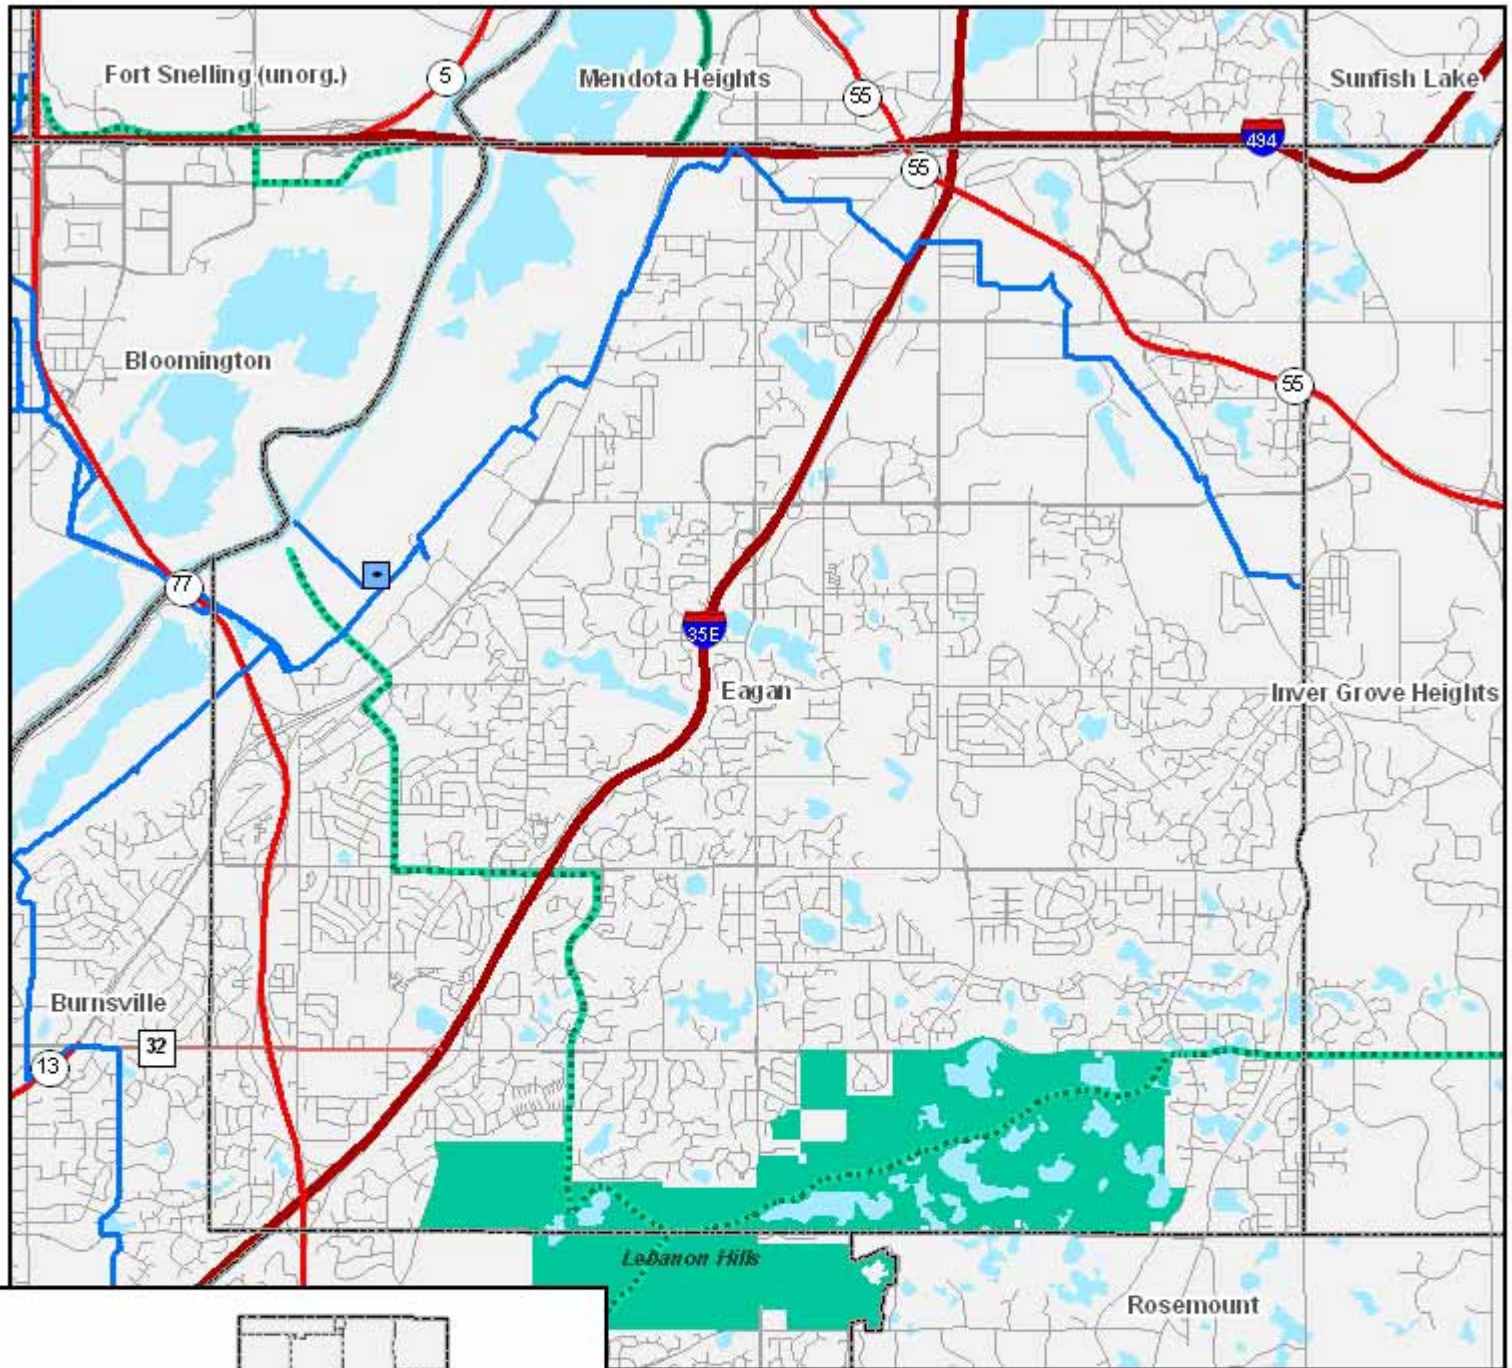 Fort Snelling (unorg.)
5
Mendota Heights
55
Sunfish Lake
494
55
Bloomington
55
77
35E
Eagan
Inver Grove Heights
Burnsville
32
13
Lebanon Hills
Rosemount